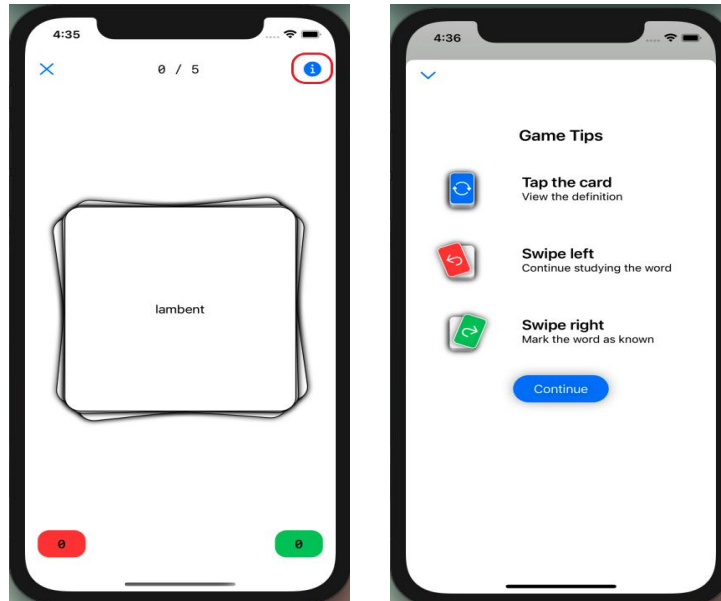 4:35
0 / 5
i
lambent
0
0
4:36
Game Tips
Tap the card
View the definition
Swipe left
Continue studying the word
Swipe right
Mark the word as known
Continue